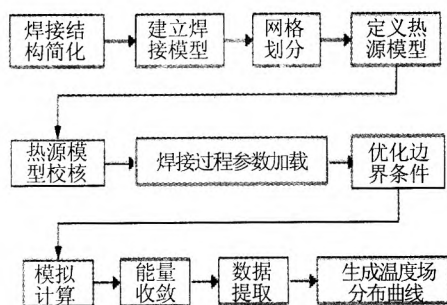 焊接结
构简化
建立焊
接模型
网格
划分
定义热
源模型
热源模
型校核
焊接过程参数加载
优化边
界条件
模拟
计算
能量
收敛
数据
提取
生成温度场
分布曲线